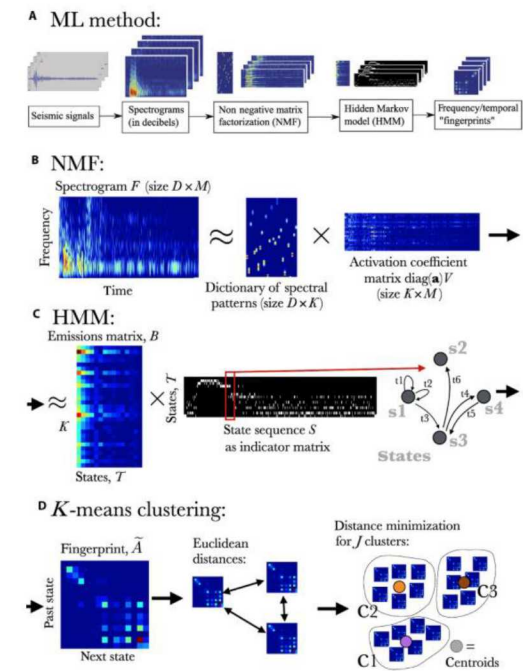 A ML method:
Seismic signals
Spectrograms
(in decibels)
Non negative matrix
factorization (NMF)
Hidden Markov
model (HMM)
Frequency/temporal
"fingerprints"
B NMF:
Spectrogram F (size D × M)
Frequency
Time
≈
Dictionary of spectral
patterns (size D × K)
×
Activation coefficient
matrix diag(a)V
(size K × M)
C HMM:
Emissions matrix, B
≈
K
States, T
×
States, T
State sequence S
as indicator matrix
s2
t1
t2
t6
t4
s1
s4
t5
t3
s3
States
D K-means clustering:
Fingerprint, Ã
Past state
Next state
Euclidean
distances:
Distance minimization
for J clusters:
C2
C3
C1
=
Centroids